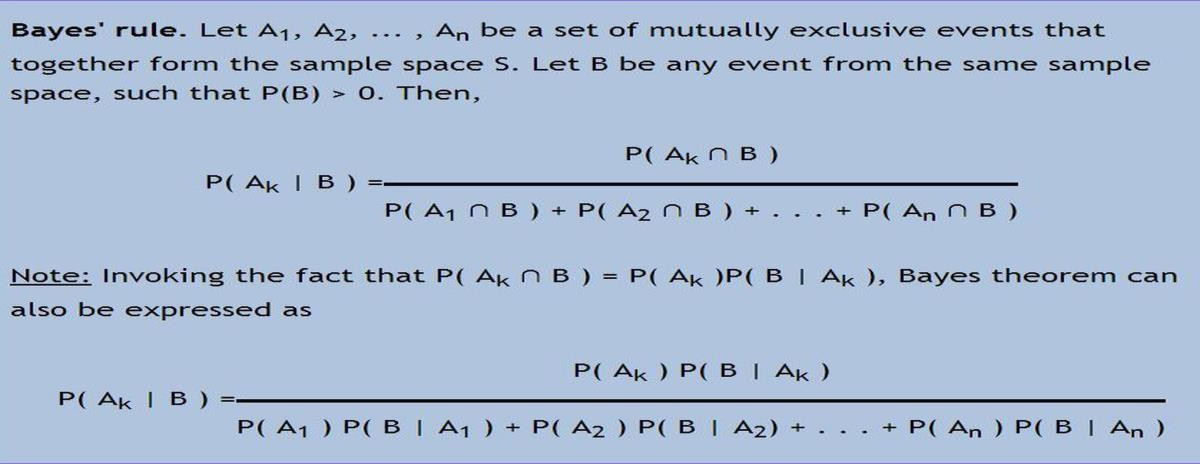 Bayes' rule. Let A₁, A₂, ... , Aₙ be a set of mutually exclusive events that
together form the sample space S. Let B be any event from the same sample
space, such that P(B) > 0. Then,
P( Aₖ ∩ B )
P( Aₖ | B ) =
P( A₁ ∩ B ) + P( A₂ ∩ B ) + . . . + P( Aₙ ∩ B )
Note: Invoking the fact that P( Aₖ ∩ B ) = P( Aₖ )P( B | Aₖ ), Bayes theorem can
also be expressed as
P( Aₖ ) P( B | Aₖ )
P( Aₖ | B ) =
P( A₁ ) P( B | A₁ ) + P( A₂ ) P( B | A₂) + . . . + P( Aₙ ) P( B | Aₙ )